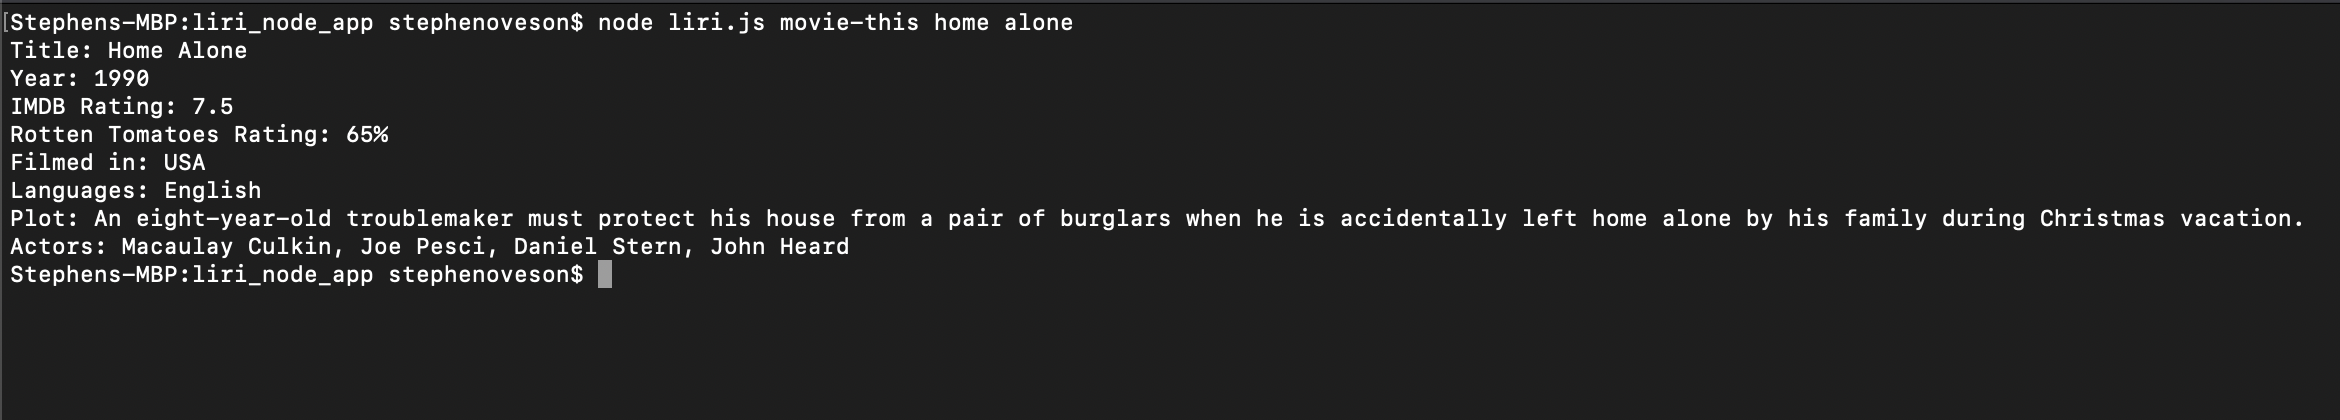 [Stephens-MBP:liri_node_app stephenoveson$ node liri.js movie-this home alone
Title: Home Alone
Year: 1990
IMDB Rating: 7.5
Rotten Tomatoes Rating: 65%
Filmed in: USA
Languages: English
Plot: An eight-year-old troublemaker must protect his house from a pair of burglars when he is accidentally left home alone by his family during Christmas vacation.
Actors: Macaulay Culkin, Joe Pesci, Daniel Stern, John Heard
Stephens-MBP:liri_node_app stephenoveson$